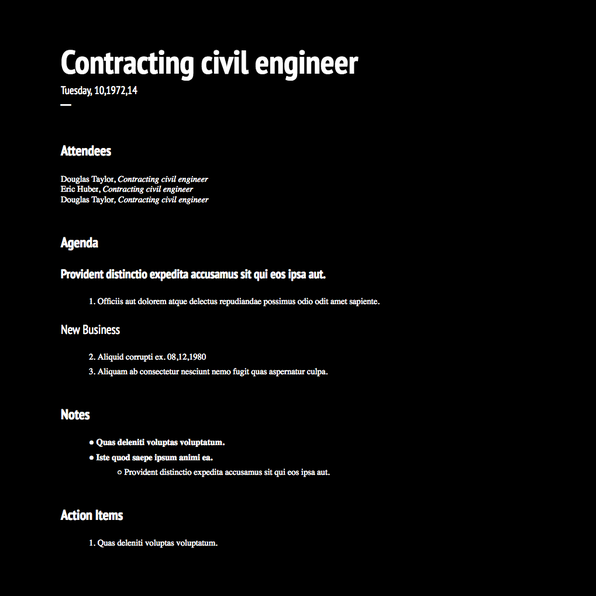 Contracting civil engineer
Tuesday, 10,1972,14
Attendees
Douglas Taylor, Contracting civil engineer
Eric Huber, Contracting civil engineer
Douglas Taylor, Contracting civil engineer
Agenda
Provident distinctio expedita accusamus sit qui eos ipsa aut.
1. Officiis aut dolorem atque delectus repudiandae possimus odio odit amet sapiente.
New Business
2. Aliquid corrupti ex. 08,12,1980
3. Aliquam ab consectetur nesciunt nemo fugit quas aspernatur culpa.
Notes
● Quas deleniti voluptas voluptatum.
● Iste quod saepe ipsum animi ea.
○ Provident distinctio expedita accusamus sit qui eos ipsa aut.
Action Items
1. Quas deleniti voluptas voluptatum.